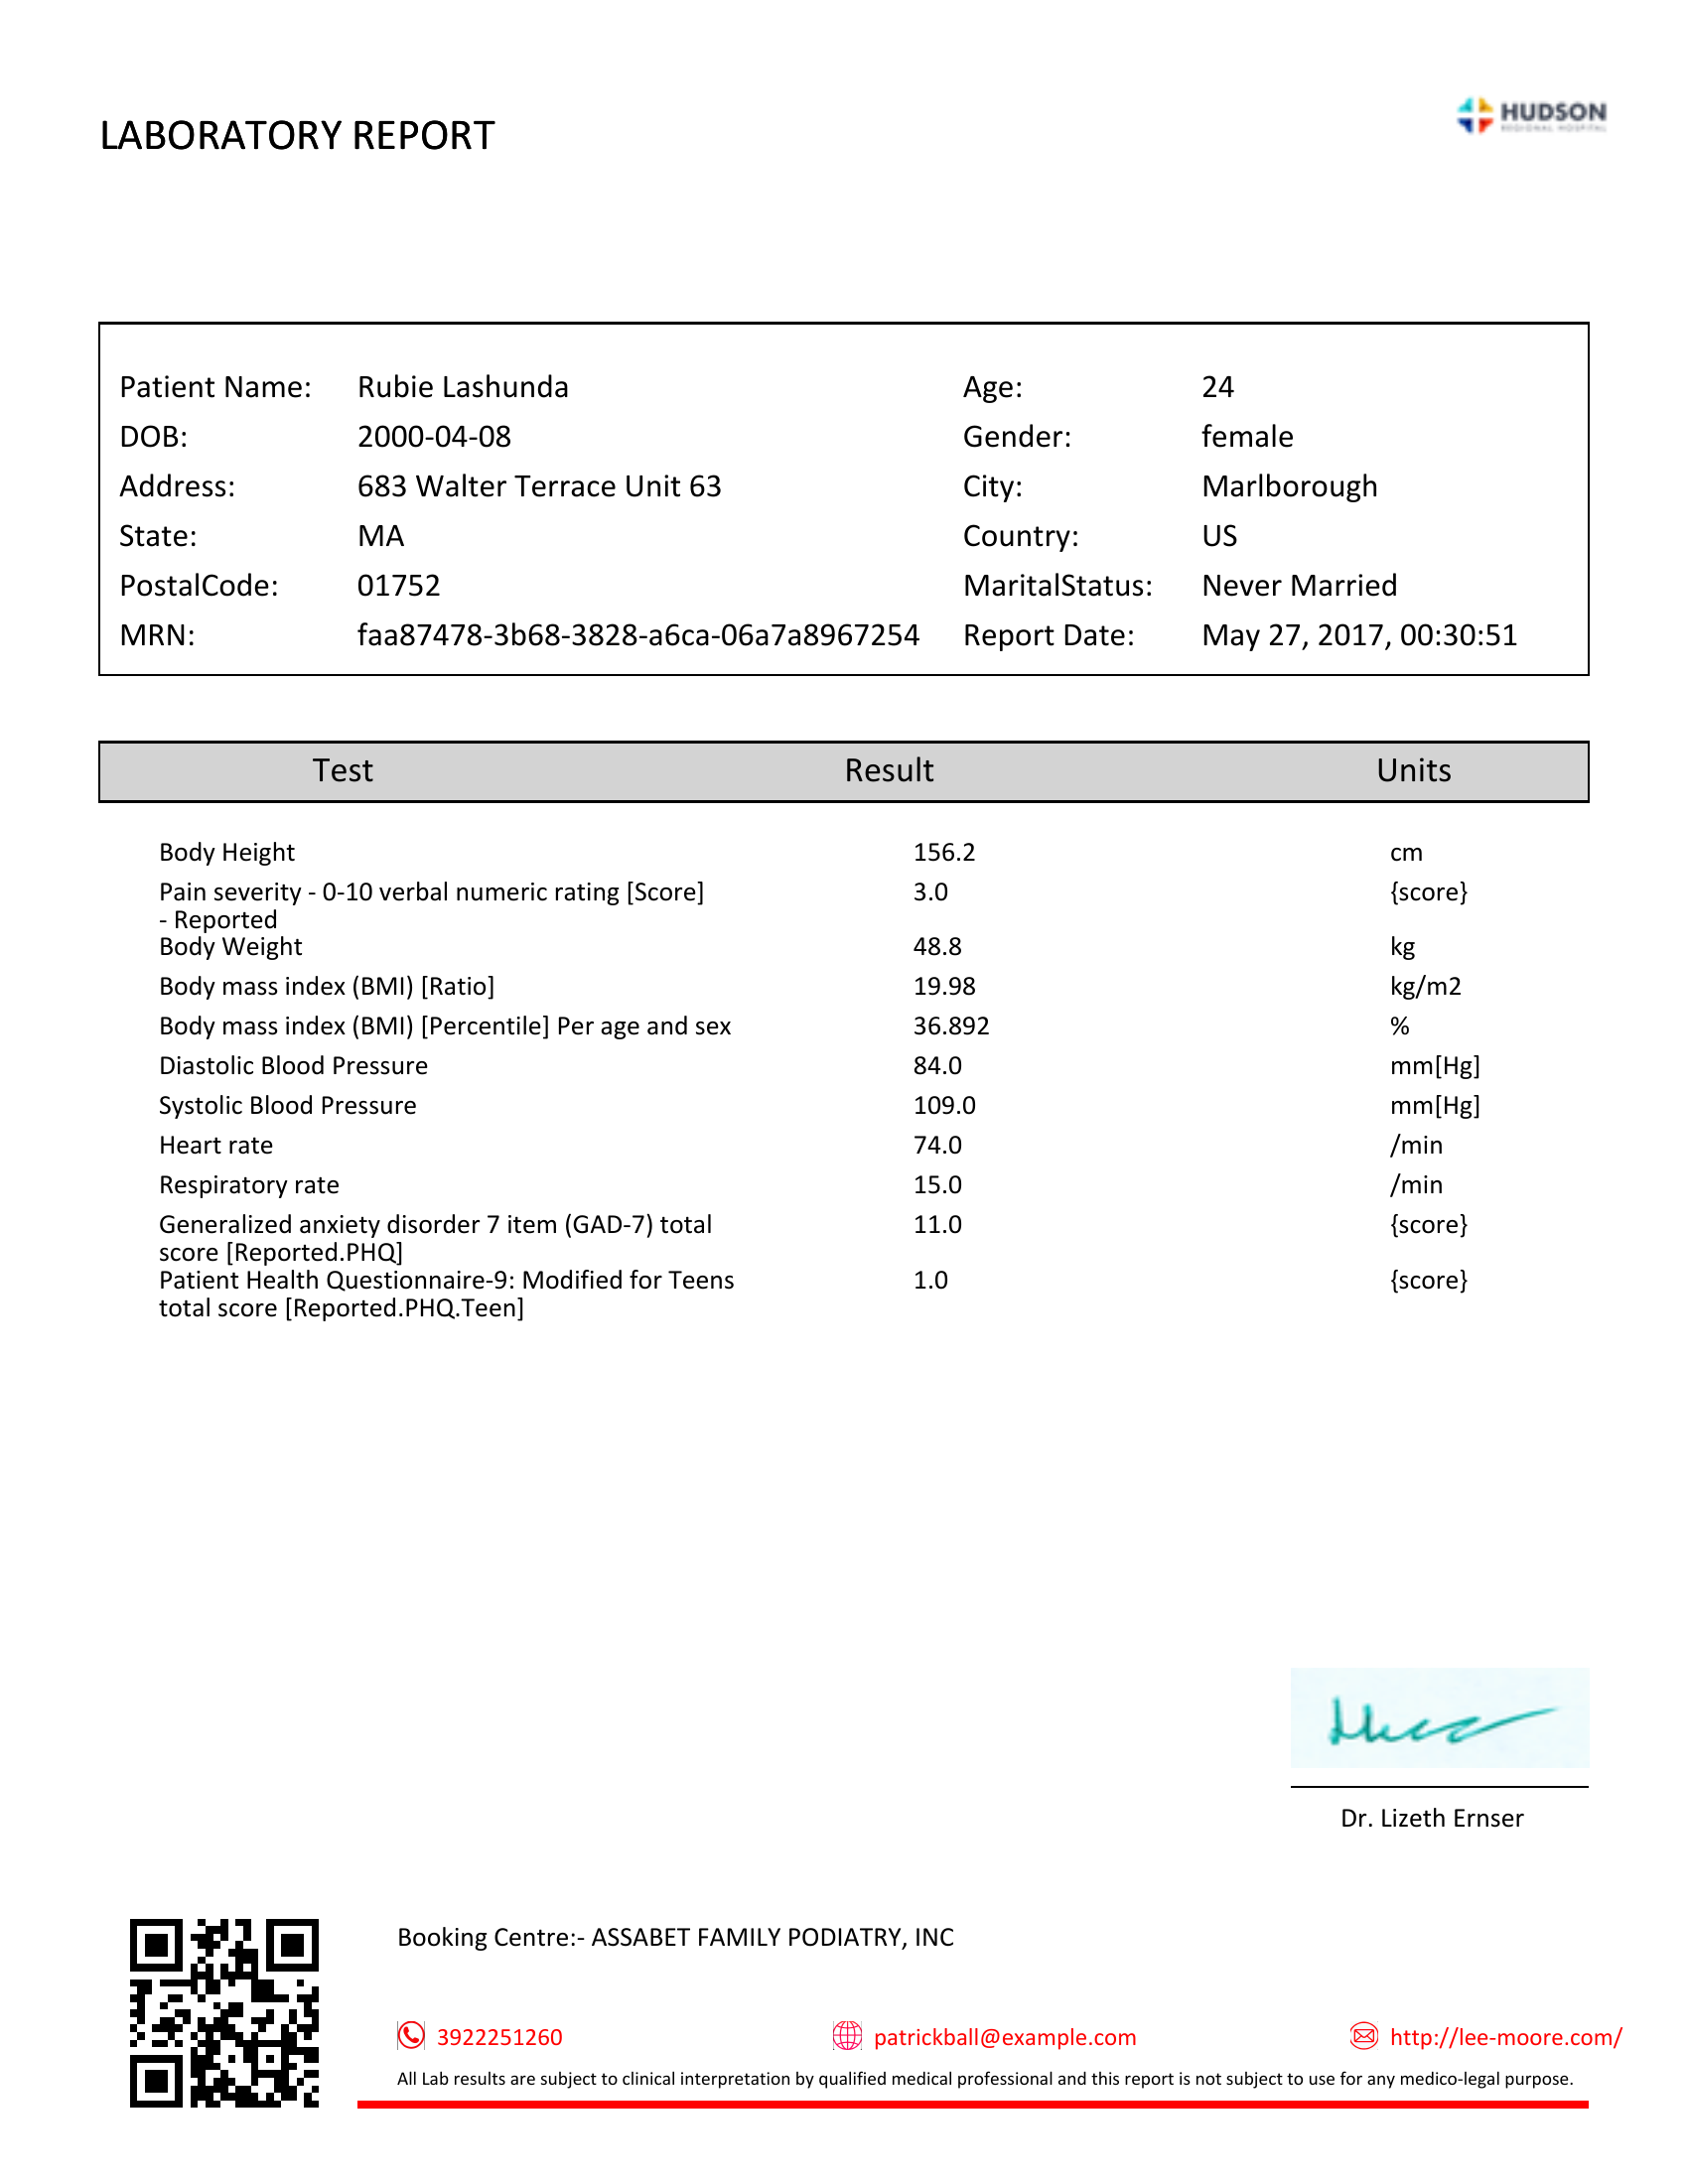 LABORATORY REPORT
HUDSON
REGIONAL HOSPITAL
Patient Name: Rubie Lashunda Age: 24
DOB: 2000-04-08 Gender: female
Address: 683 Walter Terrace Unit 63 City: Marlborough
State: MA Country: US
PostalCode: 01752 MaritalStatus: Never Married
MRN: faa87478-3b68-3828-a6ca-06a7a8967254 Report Date: May 27, 2017, 00:30:51
Test Result Units
Body Height 156.2 cm
Pain severity - 0-10 verbal numeric rating [Score] 3.0 {score}
- Reported
Body Weight 48.8 kg
Body mass index (BMI) [Ratio] 19.98 kg/m2
Body mass index (BMI) [Percentile] Per age and sex 36.892 %
Diastolic Blood Pressure 84.0 mm[Hg]
Systolic Blood Pressure 109.0 mm[Hg]
Heart rate 74.0 /min
Respiratory rate 15.0 /min
Generalized anxiety disorder 7 item (GAD-7) total 11.0 {score}
score [Reported.PHQ]
Patient Health Questionnaire-9: Modified for Teens 1.0 {score}
total score [Reported.PHQ.Teen]
Dr. Lizeth Ernser
Booking Centre:- ASSABET FAMILY PODIATRY, INC
3922251260 patrickball@example.com http://lee-moore.com/
All Lab results are subject to clinical interpretation by qualified medical professional and this report is not subject to use for any medico-legal purpose.